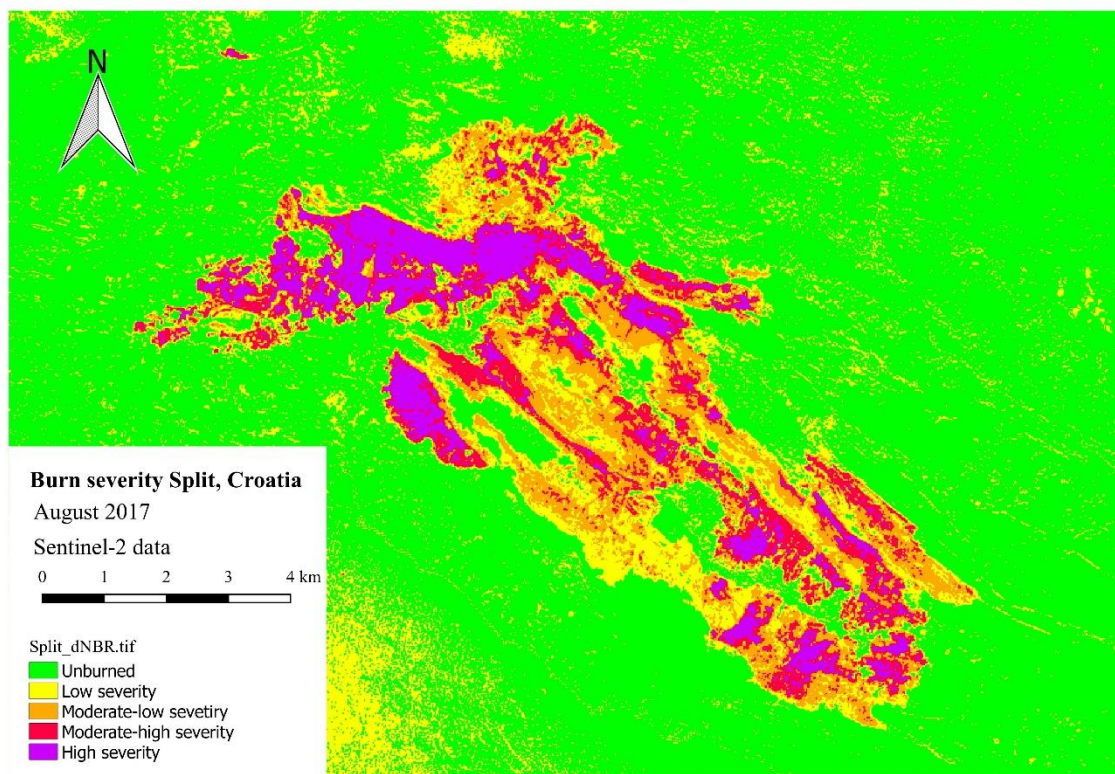 N
Burn severity Split, Croatia
August 2017
Sentinel-2 data
0 1 2 3 4 km
Split_dNBR.tif
Unburned
Low severity
Moderate-low sevetiry
Moderate-high severity
High severity